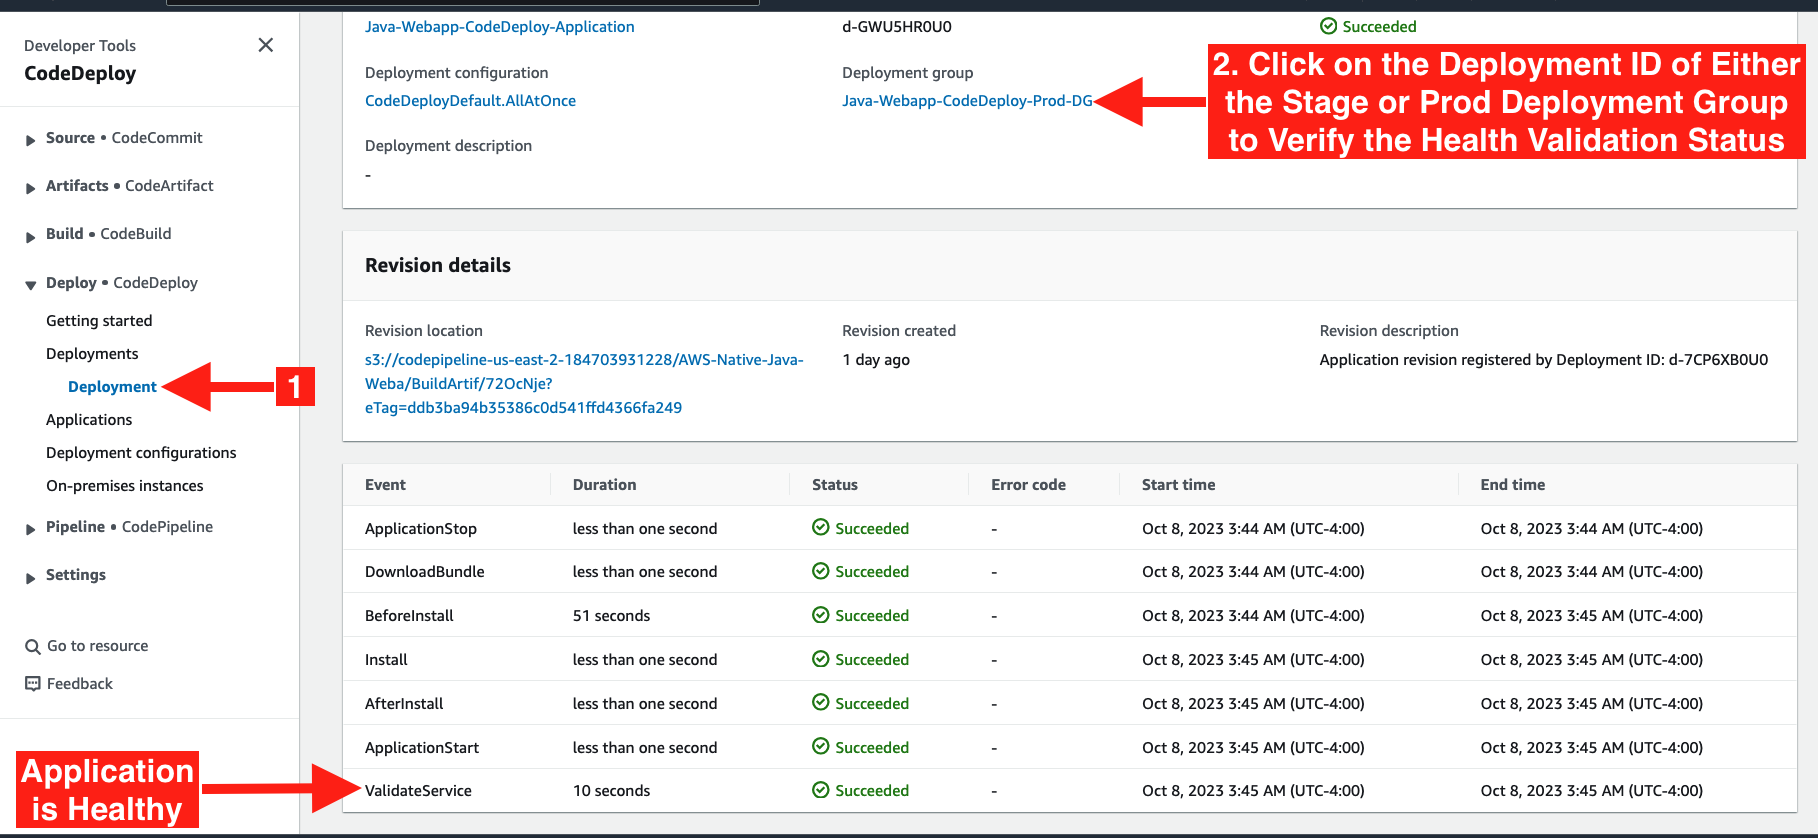 Developer Tools
CodeDeploy
Source • CodeCommit
Artifacts • CodeArtifact
Build • CodeBuild
Deploy • CodeDeploy
Getting started
Deployments
Deployment
1
Applications
Deployment configurations
On-premises instances
Pipeline • CodePipeline
Settings
Go to resource
Feedback
Application
is Healthy
Java-Webapp-CodeDeploy-Application d-GWU5HR0U0 Succeeded
Deployment configuration Deployment group
CodeDeployDefault.AllAtOnce Java-Webapp-CodeDeploy-Prod-DG
2. Click on the Deployment ID of Either
the Stage or Prod Deployment Group
to Verify the Health Validation Status
Deployment description
-
Revision details
Revision location Revision created Revision description
s3://codepipeline-us-east-2-184703931228/AWS-Native-Java- 1 day ago Application revision registered by Deployment ID: d-7CP6XB0U0
Weba/BuildArtif/72OcNje?
eTag=ddb3ba94b35386c0d541ffd4366fa249
Event Duration Status Error code Start time End time
ApplicationStop less than one second Succeeded - Oct 8, 2023 3:44 AM (UTC-4:00) Oct 8, 2023 3:44 AM (UTC-4:00)
DownloadBundle less than one second Succeeded - Oct 8, 2023 3:44 AM (UTC-4:00) Oct 8, 2023 3:44 AM (UTC-4:00)
BeforeInstall 51 seconds Succeeded - Oct 8, 2023 3:44 AM (UTC-4:00) Oct 8, 2023 3:45 AM (UTC-4:00)
Install less than one second Succeeded - Oct 8, 2023 3:45 AM (UTC-4:00) Oct 8, 2023 3:45 AM (UTC-4:00)
AfterInstall less than one second Succeeded - Oct 8, 2023 3:45 AM (UTC-4:00) Oct 8, 2023 3:45 AM (UTC-4:00)
ApplicationStart less than one second Succeeded - Oct 8, 2023 3:45 AM (UTC-4:00) Oct 8, 2023 3:45 AM (UTC-4:00)
ValidateService 10 seconds Succeeded - Oct 8, 2023 3:45 AM (UTC-4:00) Oct 8, 2023 3:45 AM (UTC-4:00)